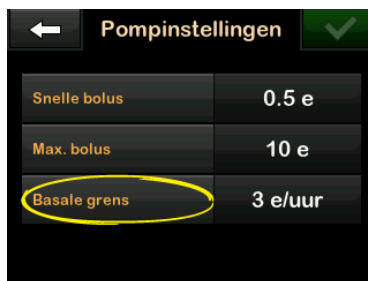 Pompinstellingen
Snelle bolus 0.5 e
Max. bolus 10 e
Basale grens 3 e/uur